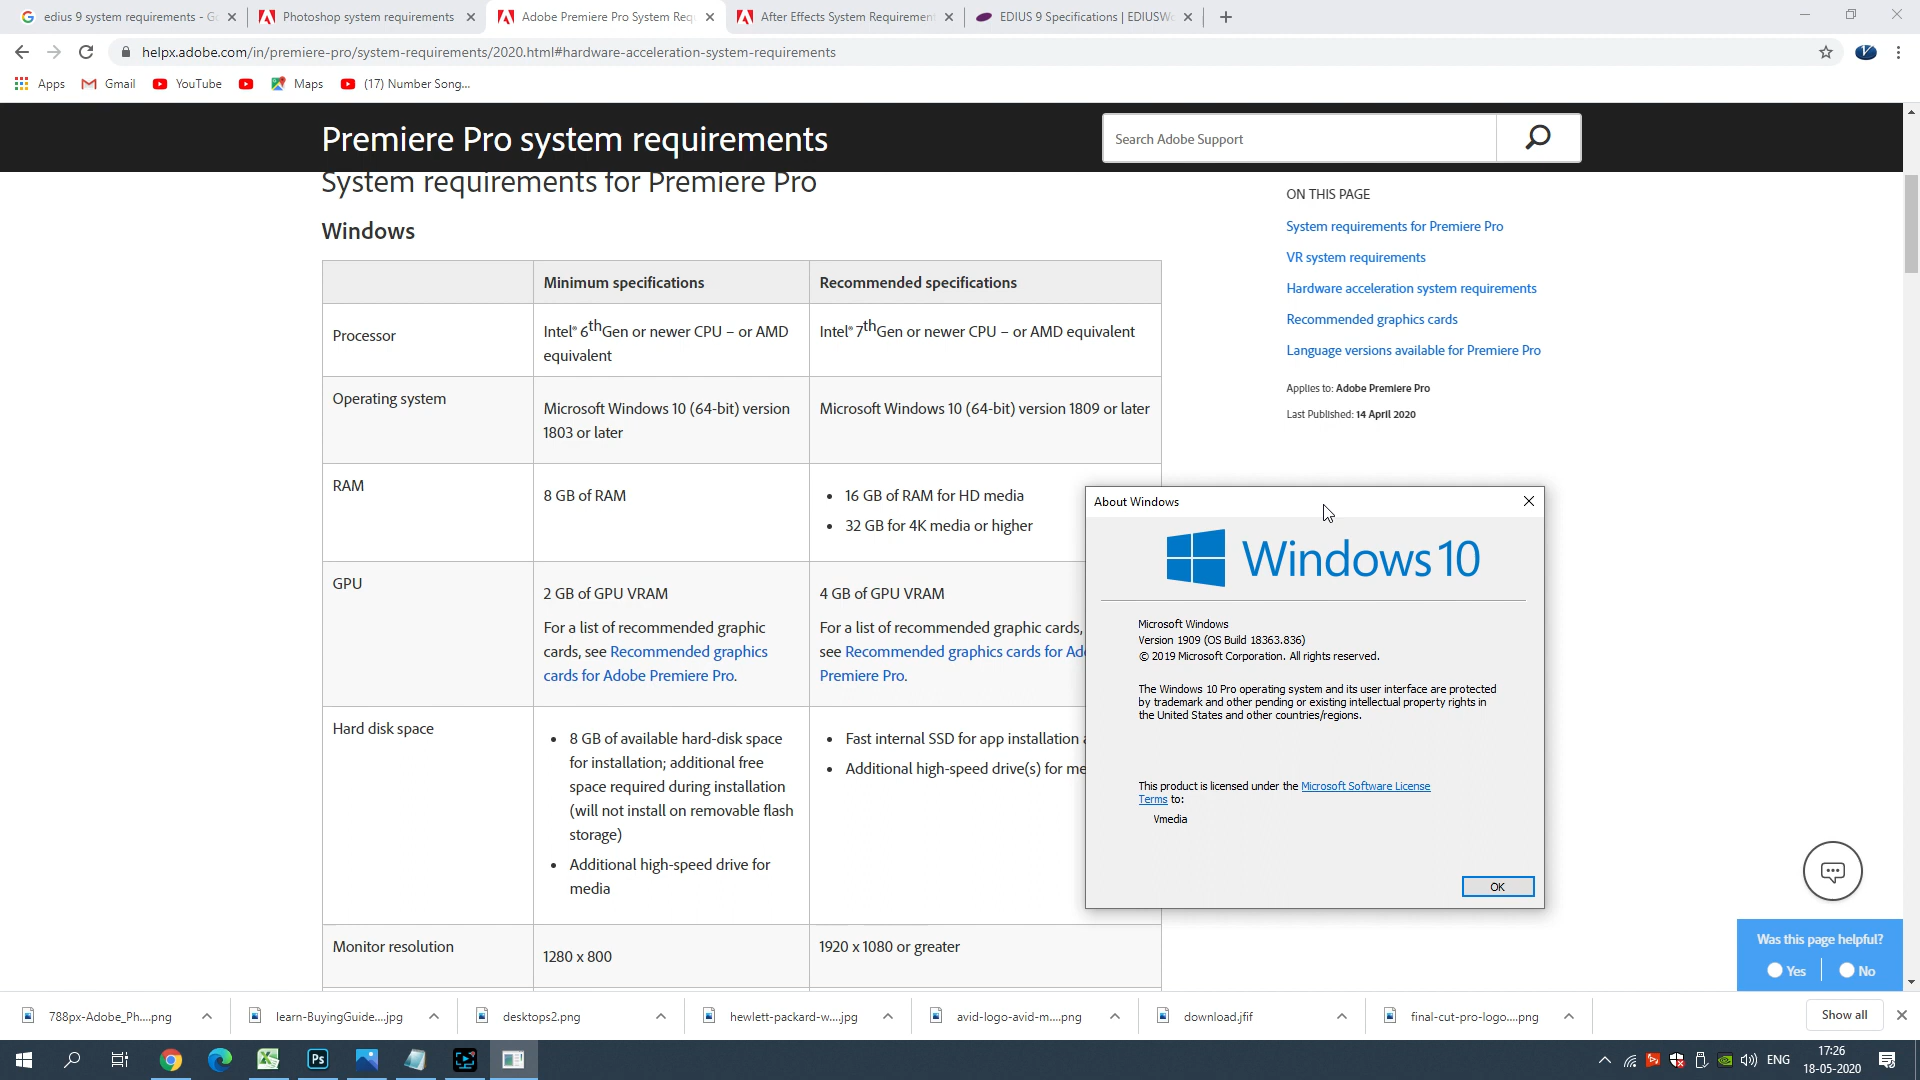 edius 9 system requirements - Go
Photoshop system requirements
Adobe Premiere Pro System Req
After Effects System Requirement
EDIUS 9 Specifications | EDIUSWo
helpx.adobe.com/in/premiere-pro/system-requirements/2020.html#hardware-acceleration-system-requirements
Apps
Gmail
YouTube
Maps
(17) Number Song...
Premiere Pro system requirements
Search Adobe Support
System requirements for Premiere Pro
Windows
Minimum specifications
Recommended specifications
Processor
Intel® 6thGen or newer CPU – or AMD
equivalent
Intel® 7thGen or newer CPU – or AMD equivalent
Operating system
Microsoft Windows 10 (64-bit) version
1803 or later
Microsoft Windows 10 (64-bit) version 1809 or later
RAM
8 GB of RAM
• 16 GB of RAM for HD media
• 32 GB for 4K media or higher
GPU
2 GB of GPU VRAM
For a list of recommended graphic
cards, see Recommended graphics
cards for Adobe Premiere Pro.
4 GB of GPU VRAM
For a list of recommended graphic cards,
see Recommended graphics cards for Ado
Premiere Pro.
Hard disk space
• 8 GB of available hard-disk space
for installation; additional free
space required during installation
(will not install on removable flash
storage)
• Additional high-speed drive for
media
• Fast internal SSD for app installation a
• Additional high-speed drive(s) for me
Monitor resolution
1280 x 800
1920 x 1080 or greater
ON THIS PAGE
System requirements for Premiere Pro
VR system requirements
Hardware acceleration system requirements
Recommended graphics cards
Language versions available for Premiere Pro
Applies to: Adobe Premiere Pro
Last Published: 14 April 2020
About Windows
Windows 10
Microsoft Windows
Version 1909 (OS Build 18363.836)
© 2019 Microsoft Corporation. All rights reserved.
The Windows 10 Pro operating system and its user interface are protected
by trademark and other pending or existing intellectual property rights in
the United States and other countries/regions.
This product is licensed under the Microsoft Software License
Terms to:
Vmedia
OK
Was this page helpful?
Yes
No
788px-Adobe_Ph....png
learn-BuyingGuide....jpg
desktops2.png
hewlett-packard-w....jpg
avid-logo-avid-m....png
download.jfif
final-cut-pro-logo....png
Show all
Ps
ENG
17:26
18-05-2020